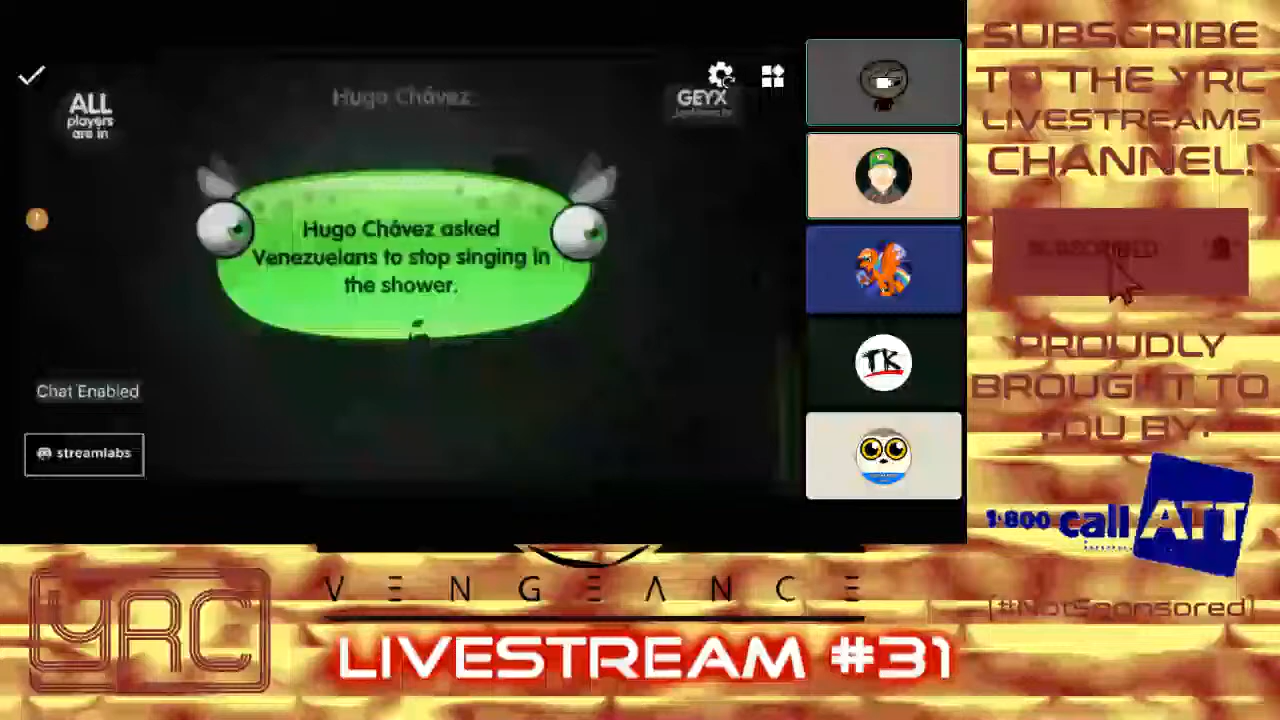 ALL
players
are in
Hugo Chávez
GEYX
Hugo Chávez asked
Venezuelans to stop singing in
the shower.
Chat Enabled
streamlabs
TK
SUBSCRIBE
TO THE YRC
LIVESTREAMS
CHANNEL!
SUBSCRIBED
PROUDLY
BROUGHT TO
YOU BY:
1·800 call ATT
[#NotSponsored]
YRC
VENGEANCE
LIVESTREAM #31